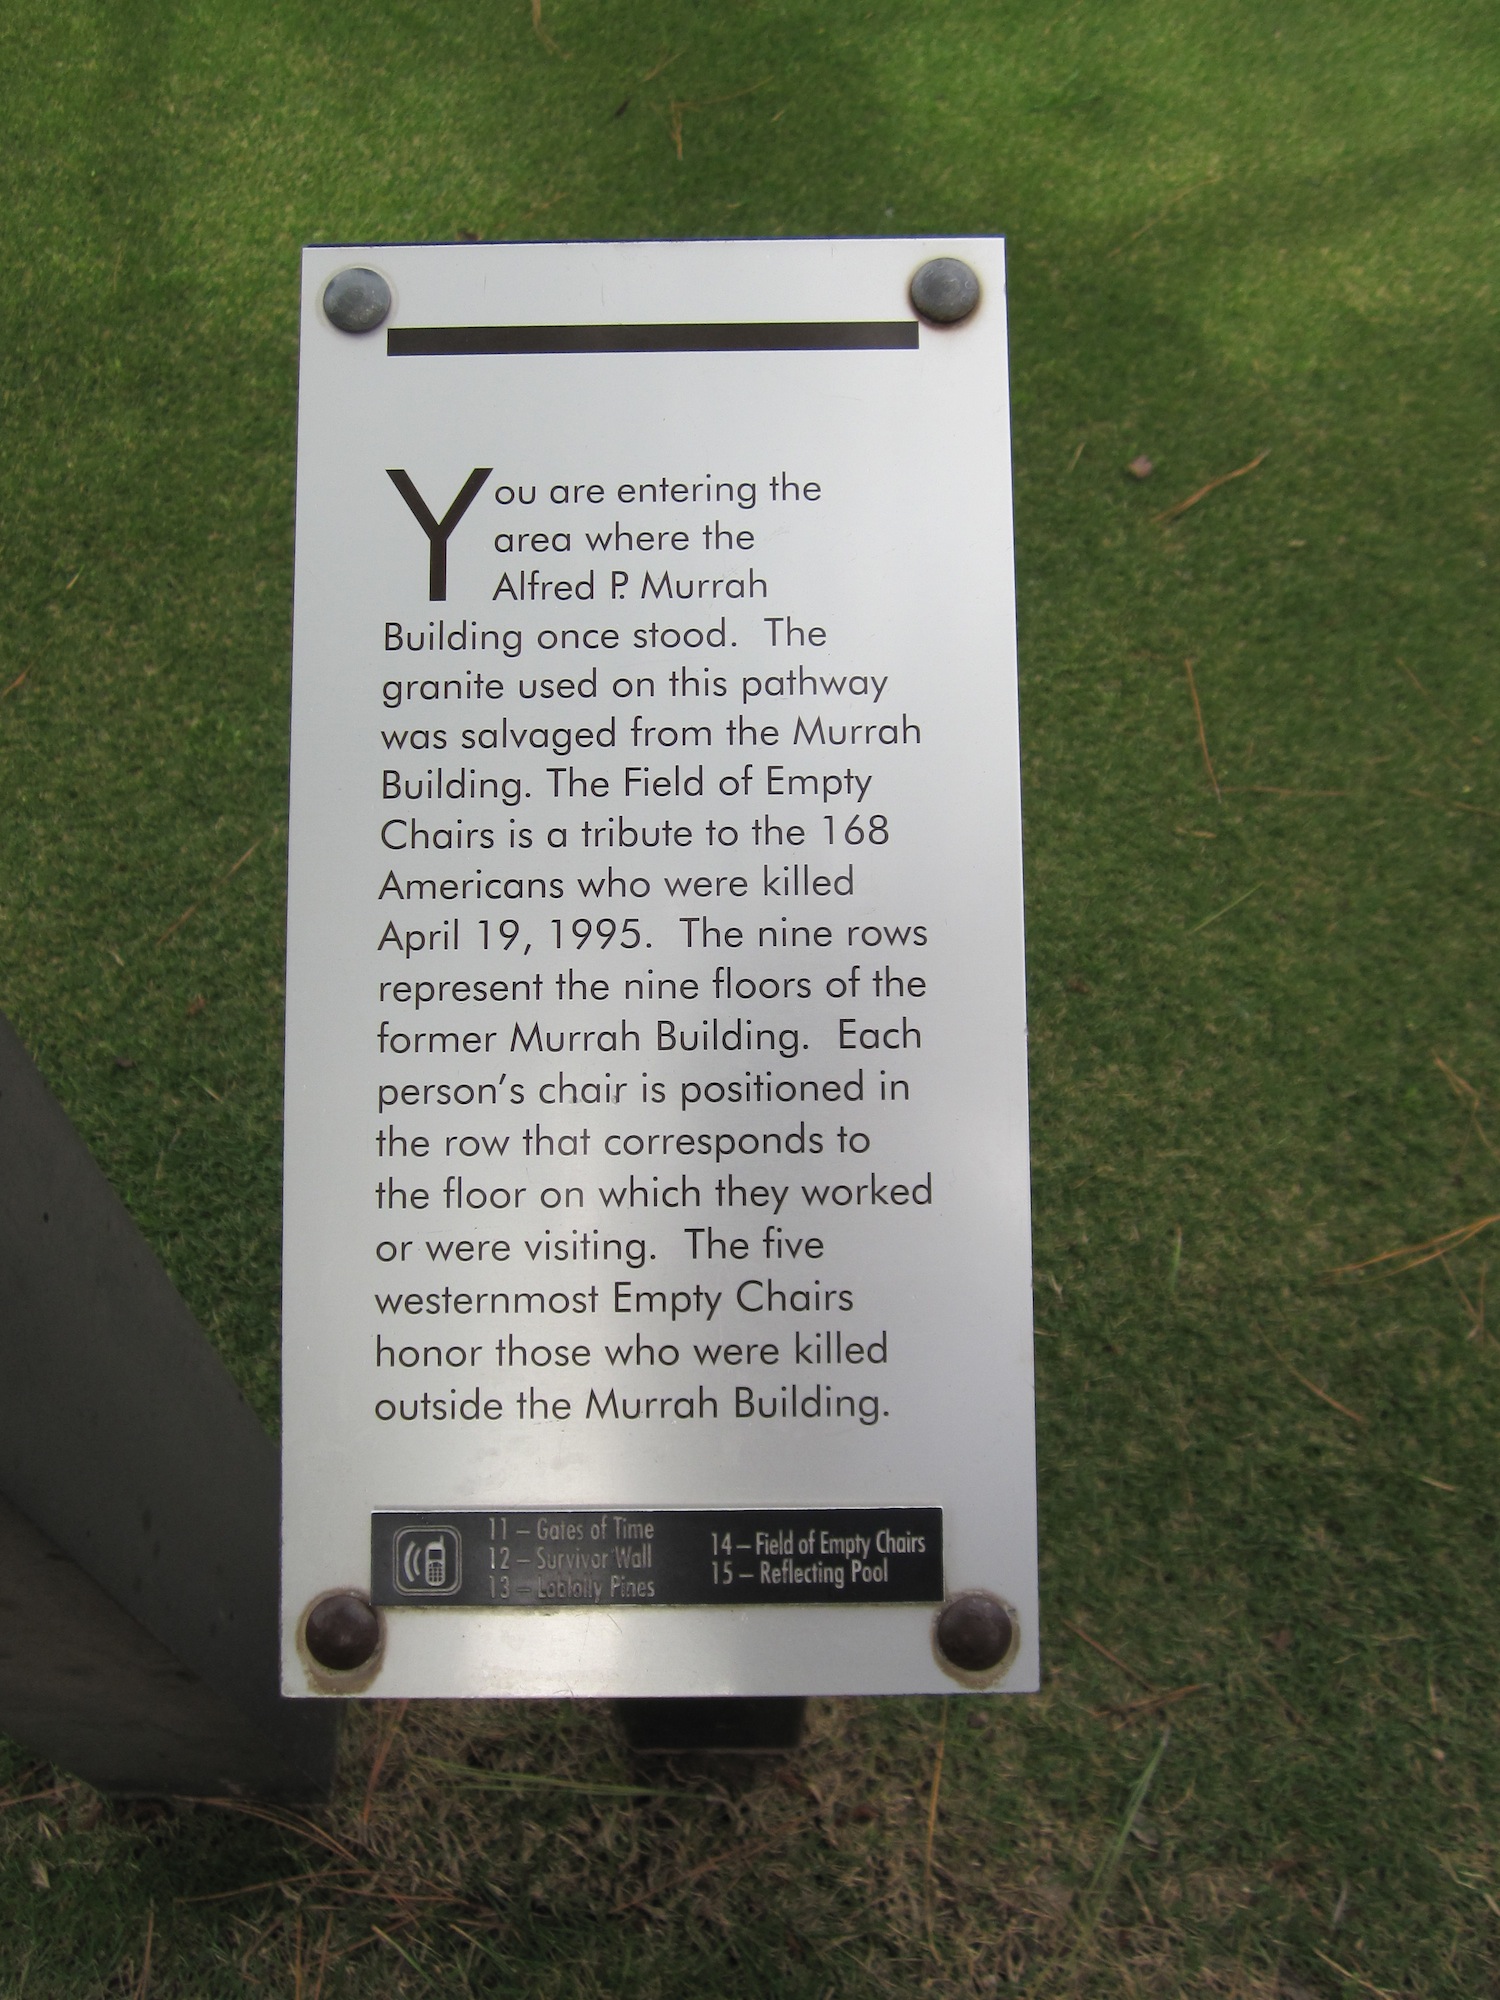 You are entering the
area where the
Alfred P. Murrah
Building once stood. The
granite used on this pathway
was salvaged from the Murrah
Building. The Field of Empty
Chairs is a tribute to the 168
Americans who were killed
April 19, 1995. The nine rows
represent the nine floors of the
former Murrah Building. Each
person's chair is positioned in
the row that corresponds to
the floor on which they worked
or were visiting. The five
westernmost Empty Chairs
honor those who were killed
outside the Murrah Building.
11 – Gates of Time
12 – Survivor Wall
13 – Loblolly Pines
14 – Field of Empty Chairs
15 – Reflecting Pool